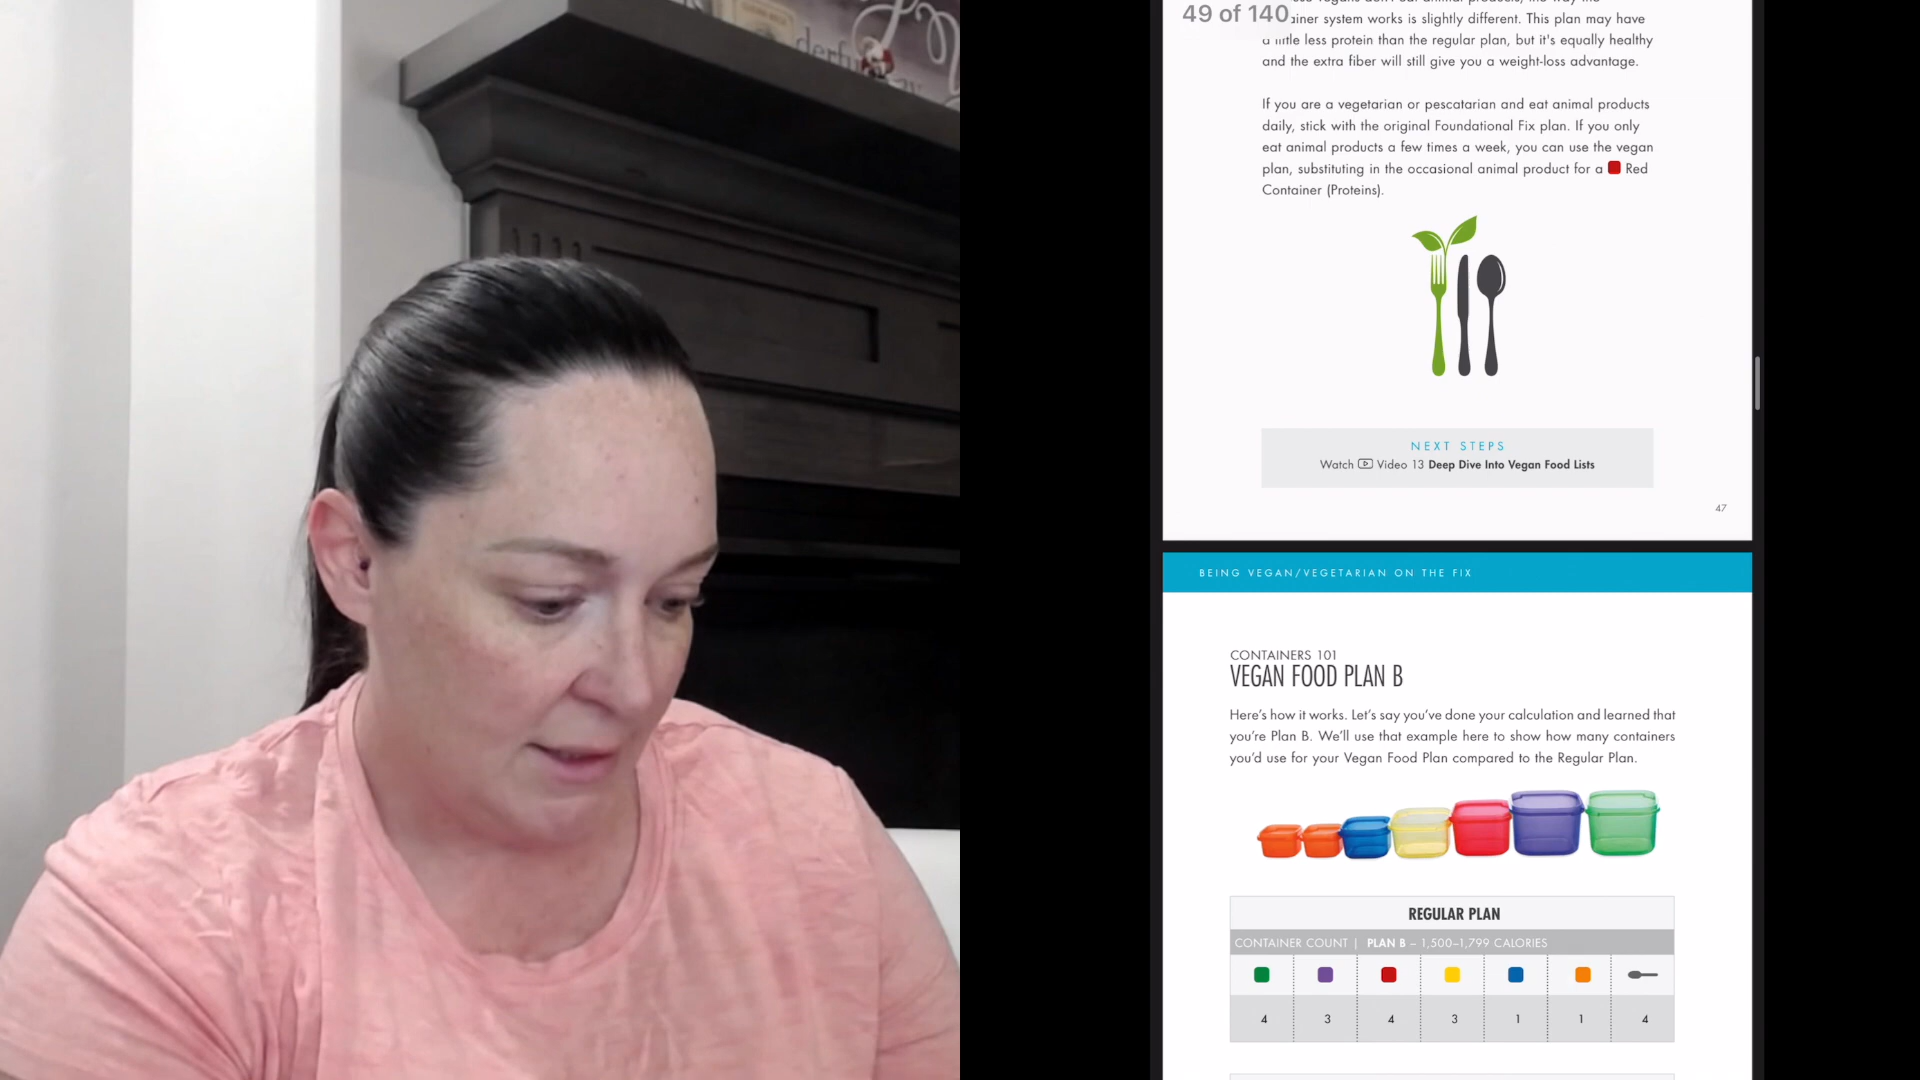 derful
49 of 140
ainer system works is slightly different. This plan may have
a little less protein than the regular plan, but it's equally healthy
and the extra fiber will still give you a weight-loss advantage.
If you are a vegetarian or pescatarian and eat animal products
daily, stick with the original Foundational Fix plan. If you only
eat animal products a few times a week, you can use the vegan
plan, substituting in the occasional animal product for a Red
Container (Proteins).
NEXT STEPS
Watch Video 13 Deep Dive Into Vegan Food Lists
47
BEING VEGAN/VEGETARIAN ON THE FIX
CONTAINERS 101
VEGAN FOOD PLAN B
Here's how it works. Let's say you've done your calculation and learned that
you're Plan B. We'll use that example here to show how many containers
you'd use for your Vegan Food Plan compared to the Regular Plan.
REGULAR PLAN
CONTAINER COUNT | PLAN B – 1,500–1,799 CALORIES
4 3 4 3 1 1 4